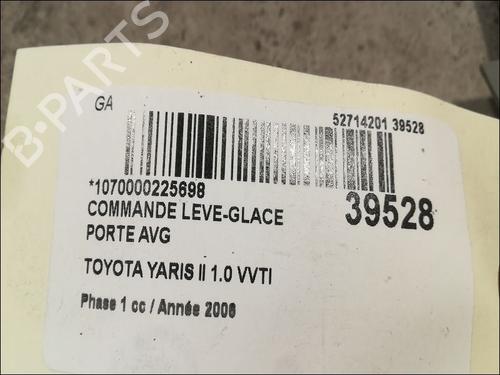 B-PARTS
GA
52714201 39528
*1070000225698
39528
COMMANDE LEVE-GLACE
PORTE AVG
TOYOTA YARIS II 1.0 VVTI
Phase 1 cc / Année 2006